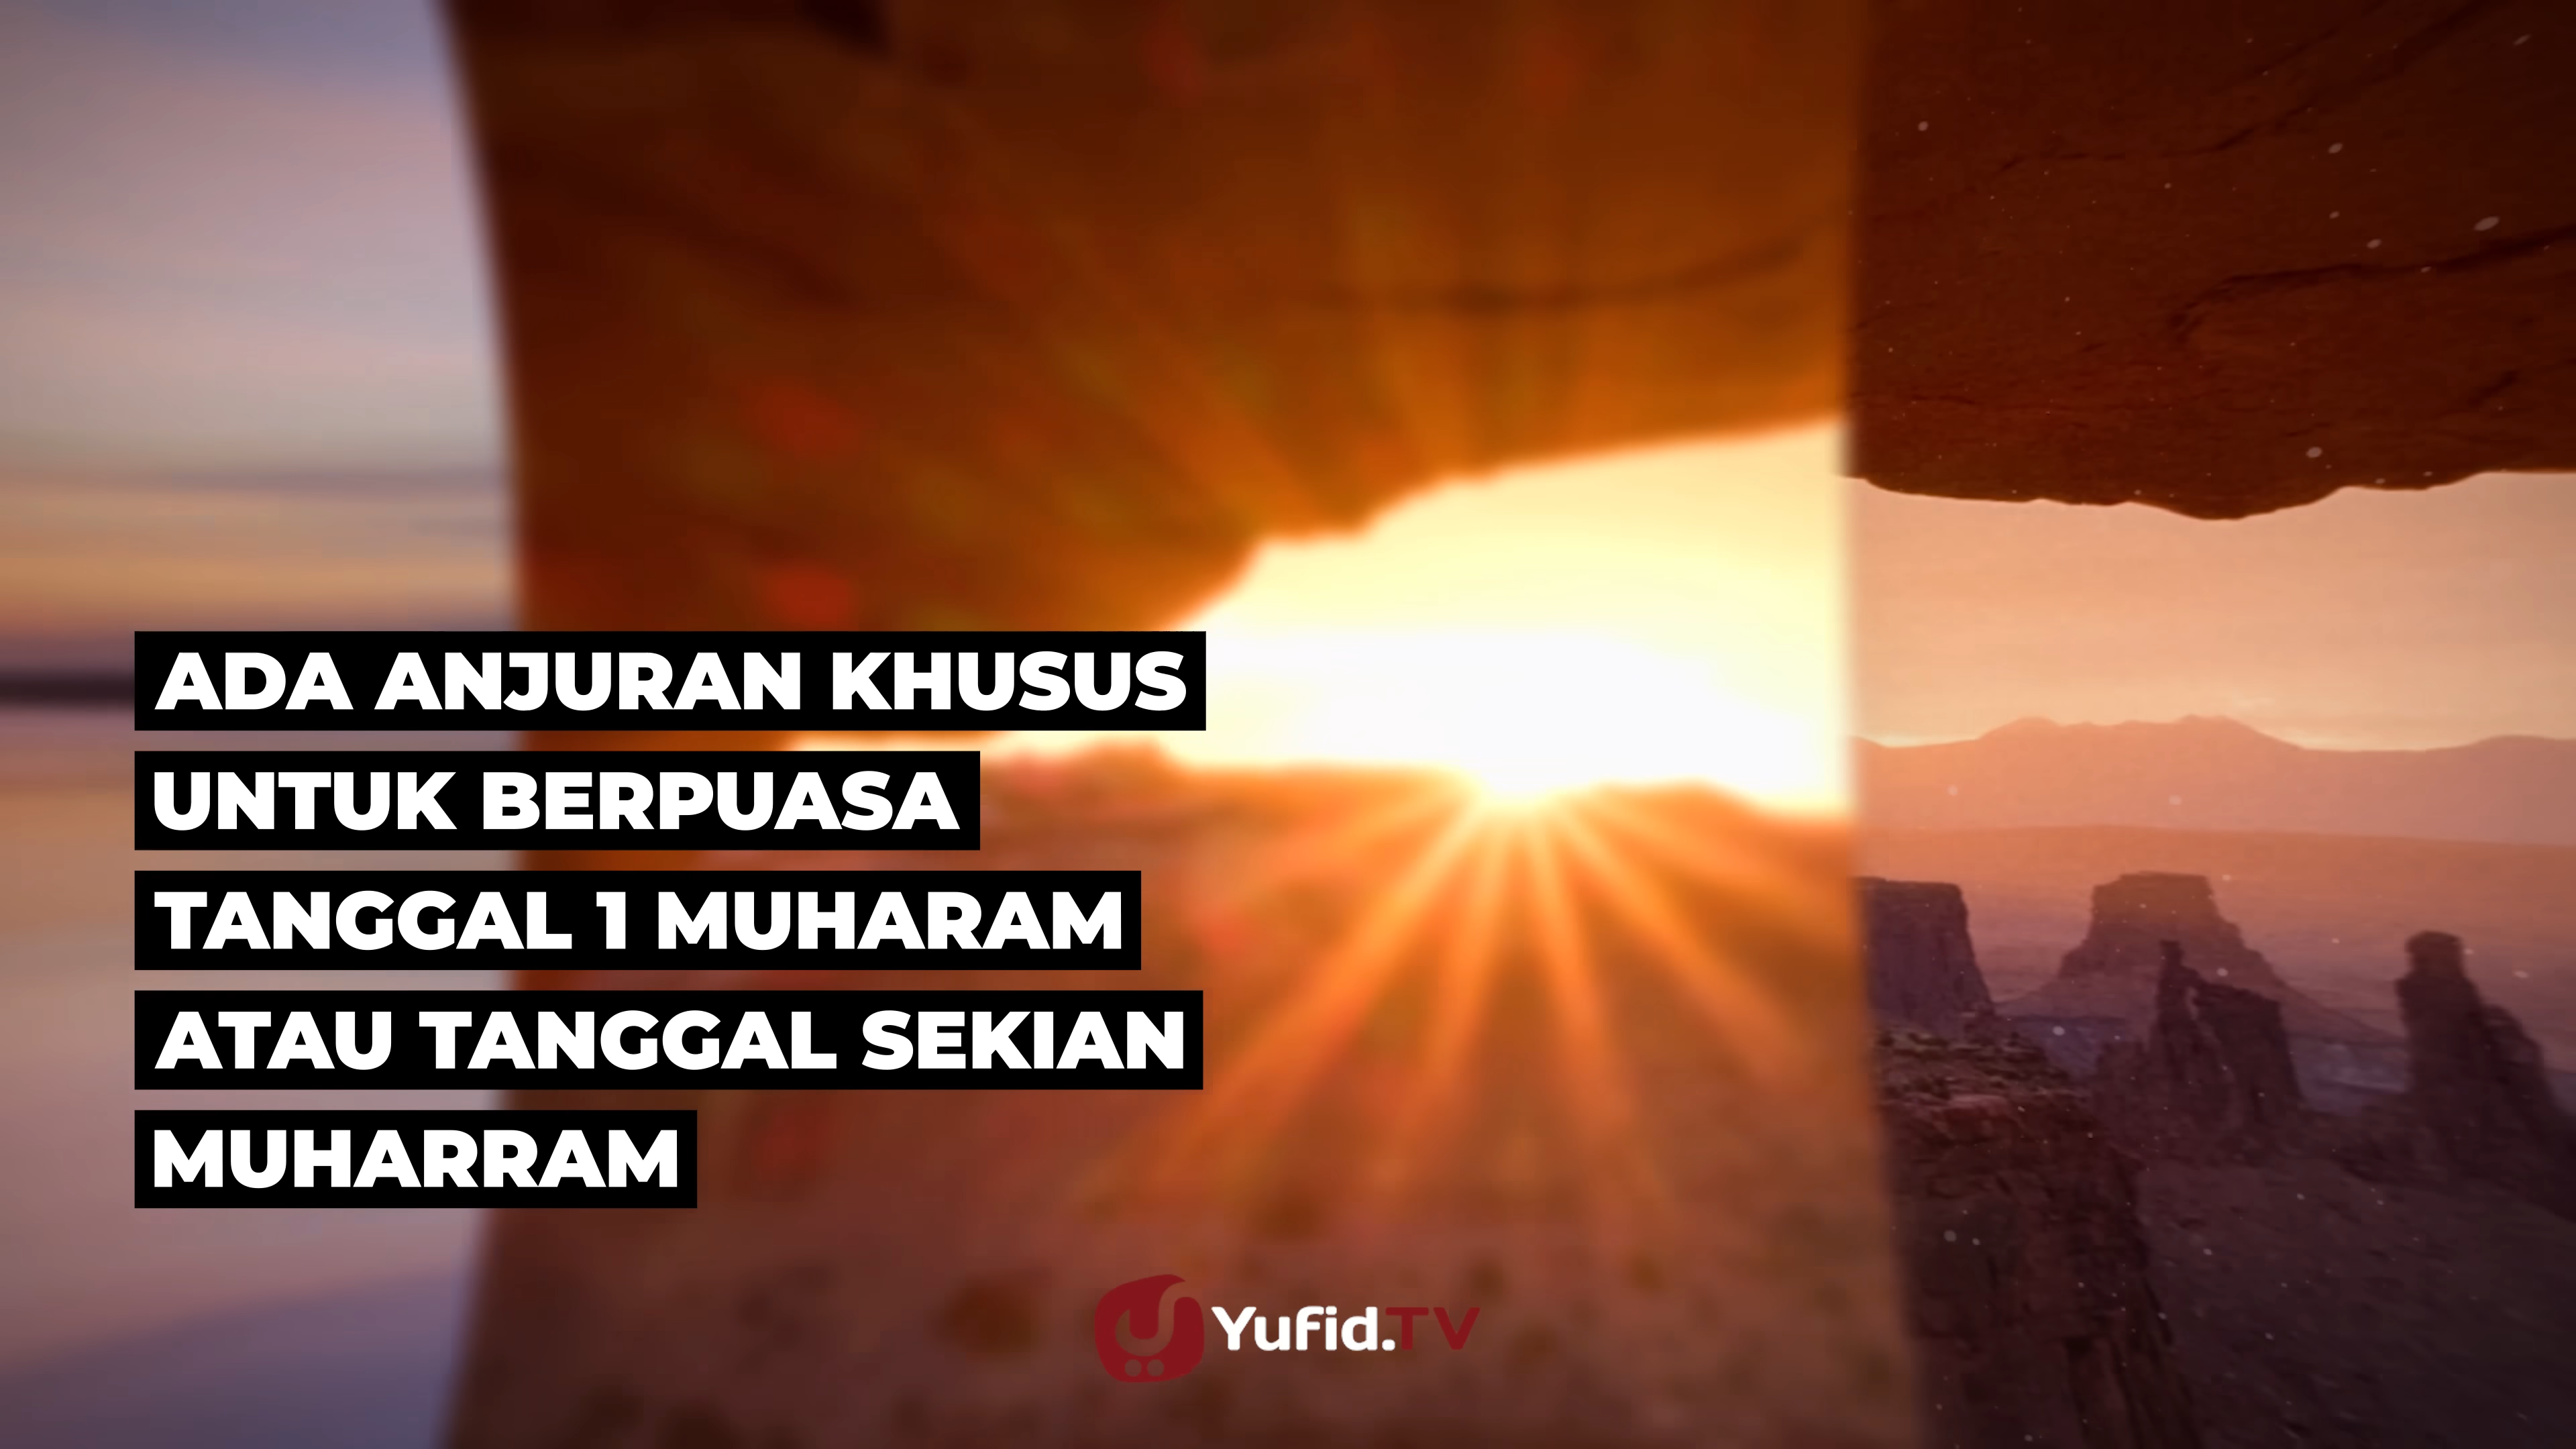 ADA ANJURAN KHUSUS
UNTUK BERPUASA
TANGGAL 1 MUHARAM
ATAU TANGGAL SEKIAN
MUHARRAM
Yufid.TV